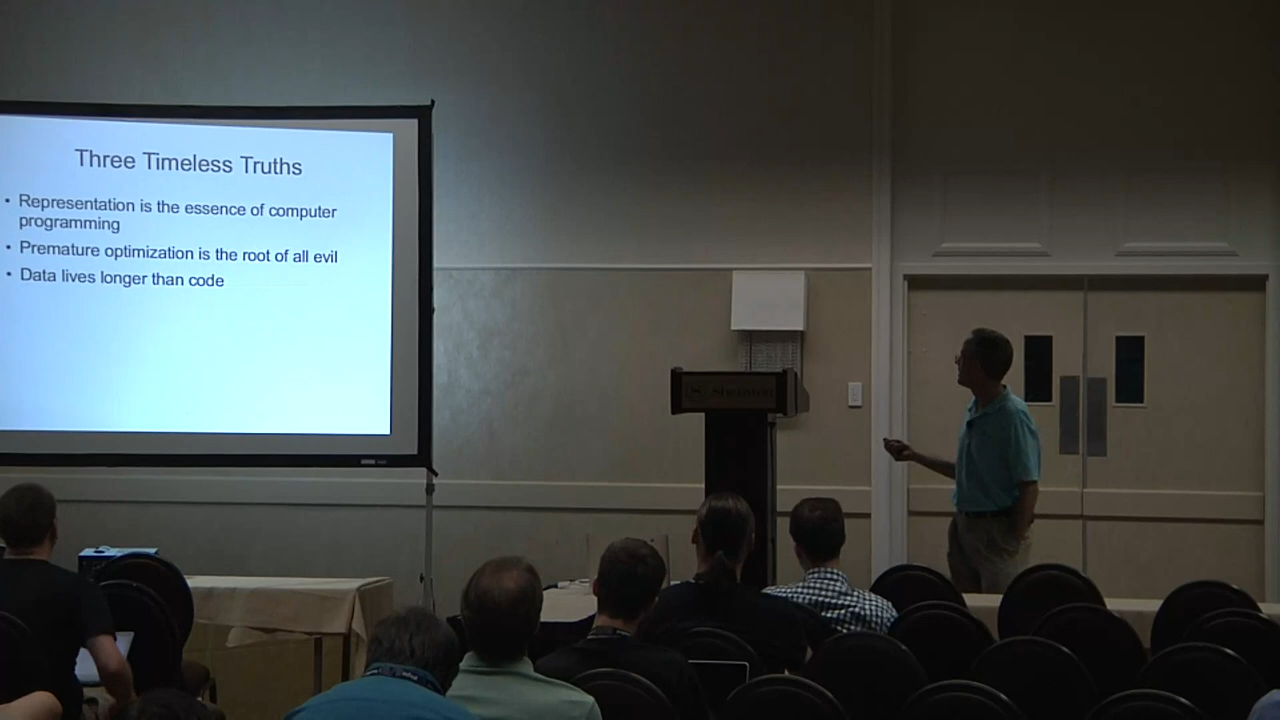 Three Timeless Truths
• Representation is the essence of computer
programming
• Premature optimization is the root of all evil
• Data lives longer than code
Sheraton